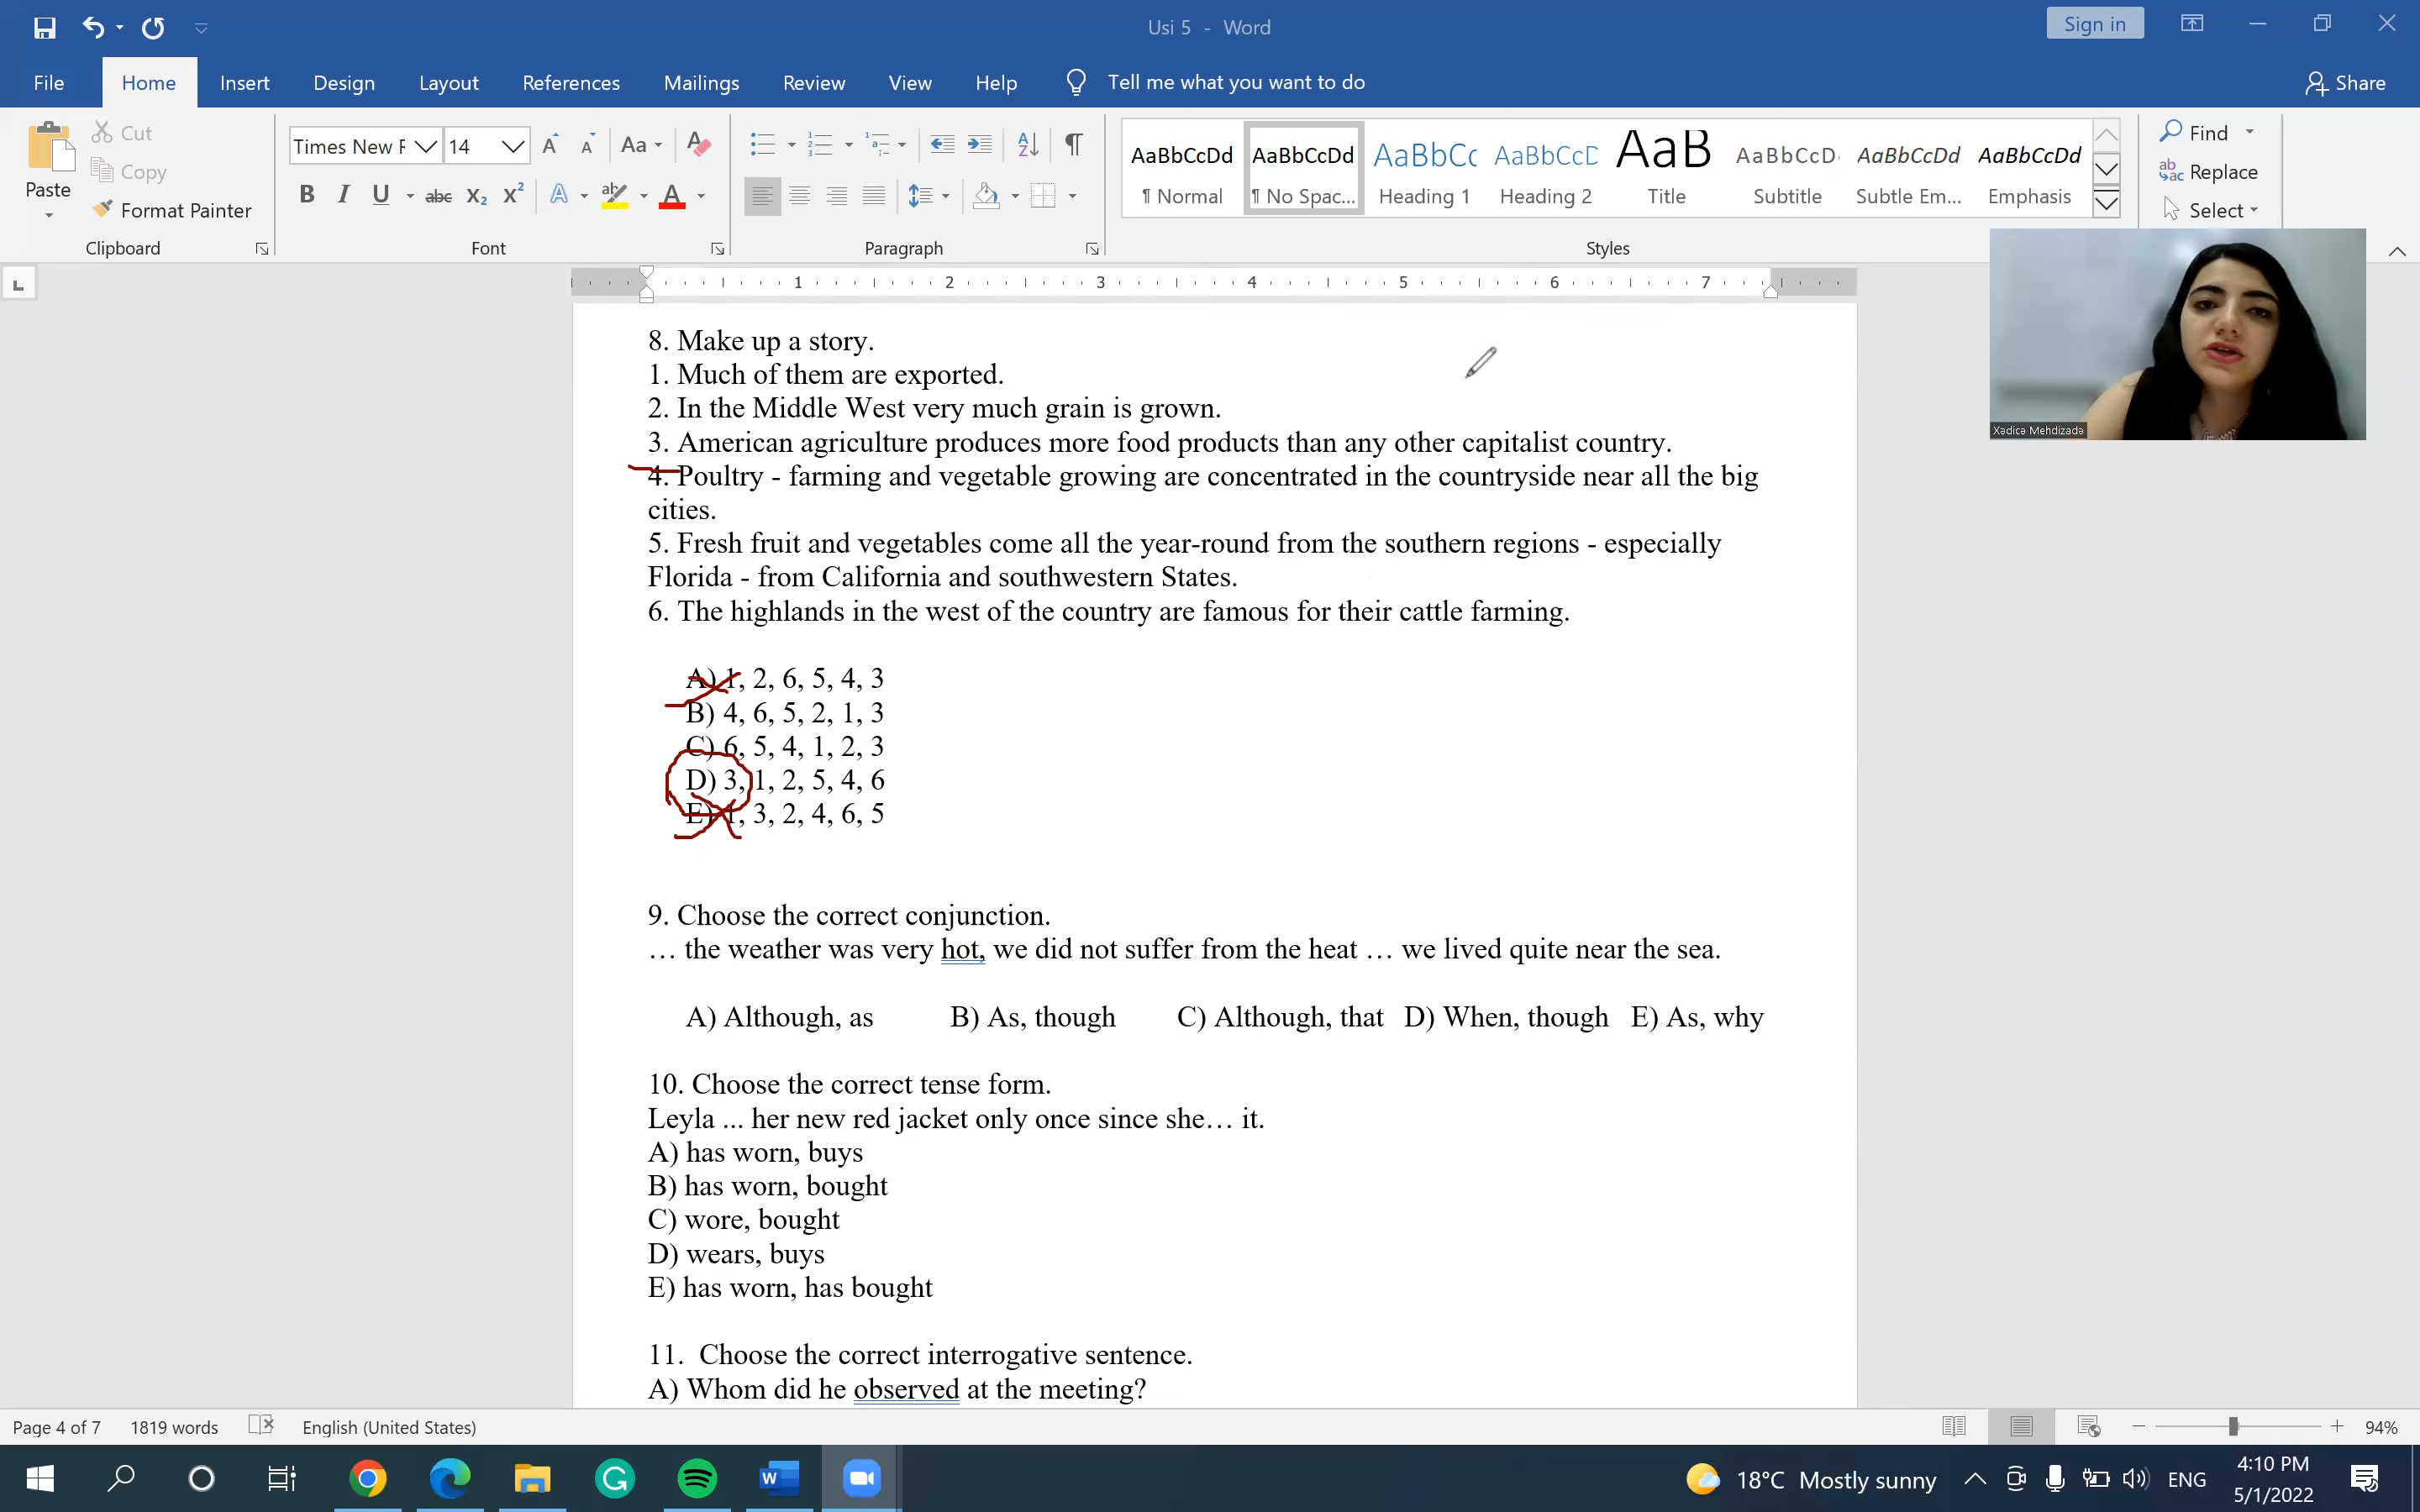 Usi 5 - Word
Sign in
File Home Insert Design Layout References Mailings Review View Help Tell me what you want to do Share
Paste
Cut
Copy
Format Painter
Clipboard
Times New R 14
Font
Paragraph
AaBbCcDd AaBbCcDd AaBbCc AaBbCcD AaB AaBbCcD AaBbCcDd AaBbCcDd
¶ Normal ¶ No Spac... Heading 1 Heading 2 Title Subtitle Subtle Em... Emphasis
Styles
Find
Replace
Select
1 2 3 4 5 6 7
Xədicə Mehdizadə
8. Make up a story.
1. Much of them are exported.
2. In the Middle West very much grain is grown.
3. American agriculture produces more food products than any other capitalist country.
4. Poultry - farming and vegetable growing are concentrated in the countryside near all the big
cities.
5. Fresh fruit and vegetables come all the year-round from the southern regions - especially
Florida - from California and southwestern States.
6. The highlands in the west of the country are famous for their cattle farming.
A) 1, 2, 6, 5, 4, 3
B) 4, 6, 5, 2, 1, 3
C) 6, 5, 4, 1, 2, 3
D) 3, 1, 2, 5, 4, 6
E) 1, 3, 2, 4, 6, 5
9. Choose the correct conjunction.
… the weather was very hot, we did not suffer from the heat … we lived quite near the sea.
A) Although, as B) As, though C) Although, that D) When, though E) As, why
10. Choose the correct tense form.
Leyla ... her new red jacket only once since she… it.
A) has worn, buys
B) has worn, bought
C) wore, bought
D) wears, buys
E) has worn, has bought
11. Choose the correct interrogative sentence.
A) Whom did he observed at the meeting?
Page 4 of 7 1819 words English (United States) 94%
18°C Mostly sunny ENG
4:10 PM
5/1/2022